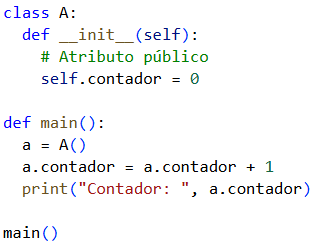 class A:
  def __init__(self):
    # Atributo público
    self.contador = 0

def main():
  a = A()
  a.contador = a.contador + 1
  print("Contador: ", a.contador)

main()